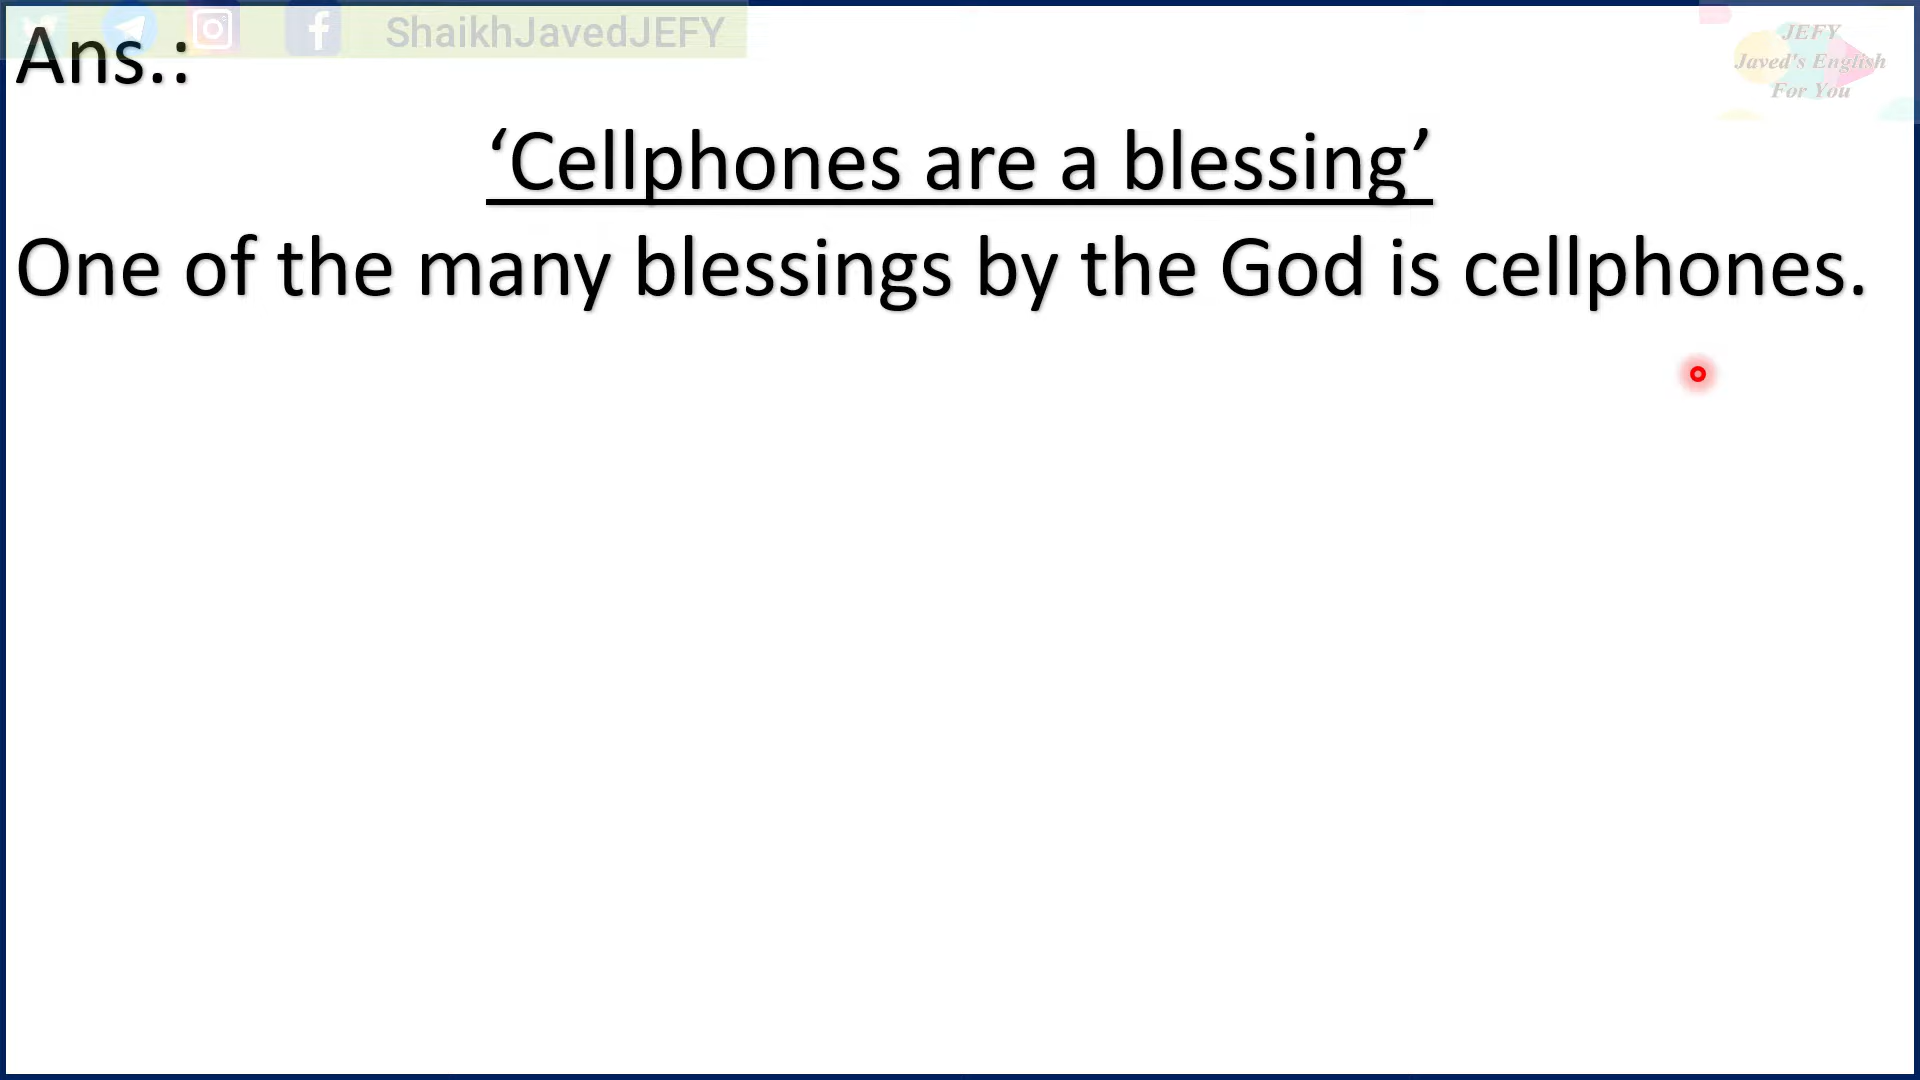 ShaikhJavedJEFY
Ans.:
JEFY
Javed's English
For You
‘Cellphones are a blessing’
One of the many blessings by the God is cellphones.